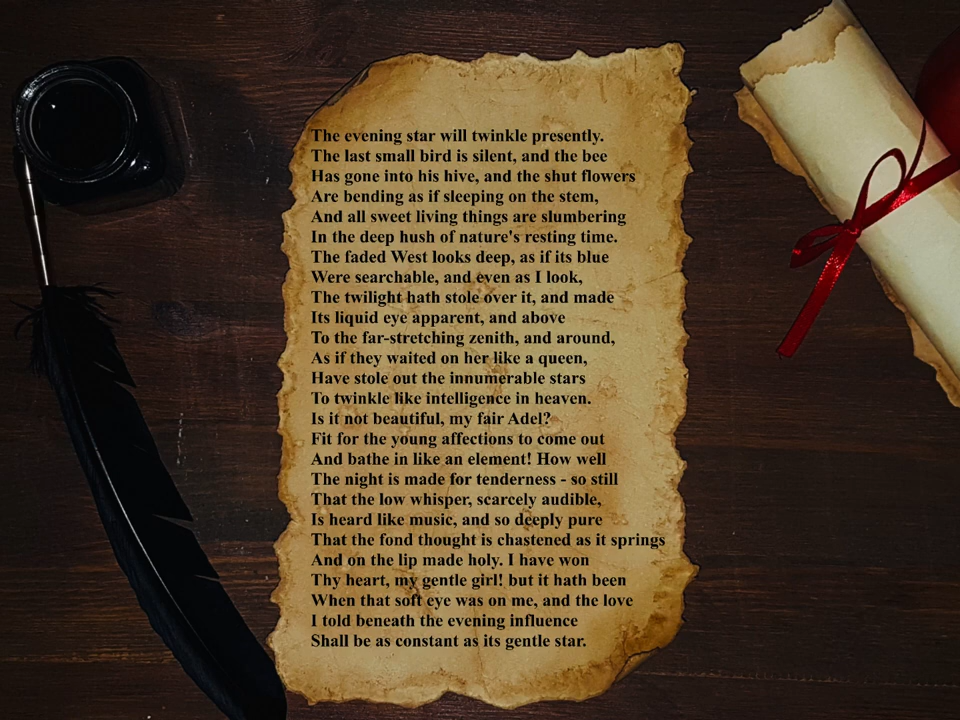 The evening star will twinkle presently.
The last small bird is silent, and the bee
Has gone into his hive, and the shut flowers
Are bending as if sleeping on the stem,
And all sweet living things are slumbering
In the deep hush of nature's resting time.
The faded West looks deep, as if its blue
Were searchable, and even as I look,
The twilight hath stole over it, and made
Its liquid eye apparent, and above
To the far-stretching zenith, and around,
As if they waited on her like a queen,
Have stole out the innumerable stars
To twinkle like intelligence in heaven.
Is it not beautiful, my fair Adel?
Fit for the young affections to come out
And bathe in like an element! How well
The night is made for tenderness - so still
That the low whisper, scarcely audible,
Is heard like music, and so deeply pure
That the fond thought is chastened as it springs
And on the lip made holy. I have won
Thy heart, my gentle girl! but it hath been
When that soft eye was on me, and the love
I told beneath the evening influence
Shall be as constant as its gentle star.